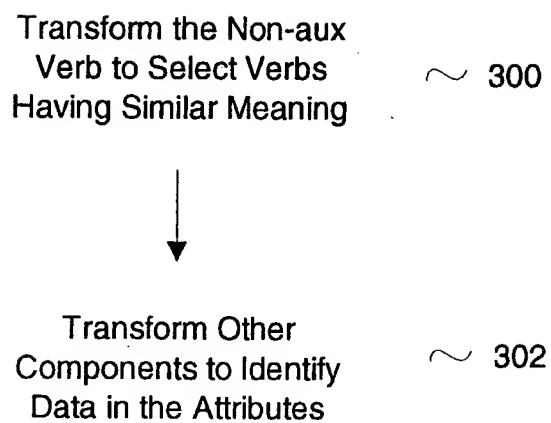 Transform the Non-aux
Verb to Select Verbs
Having Similar Meaning
300
Transform Other
Components to Identify
Data in the Attributes
302